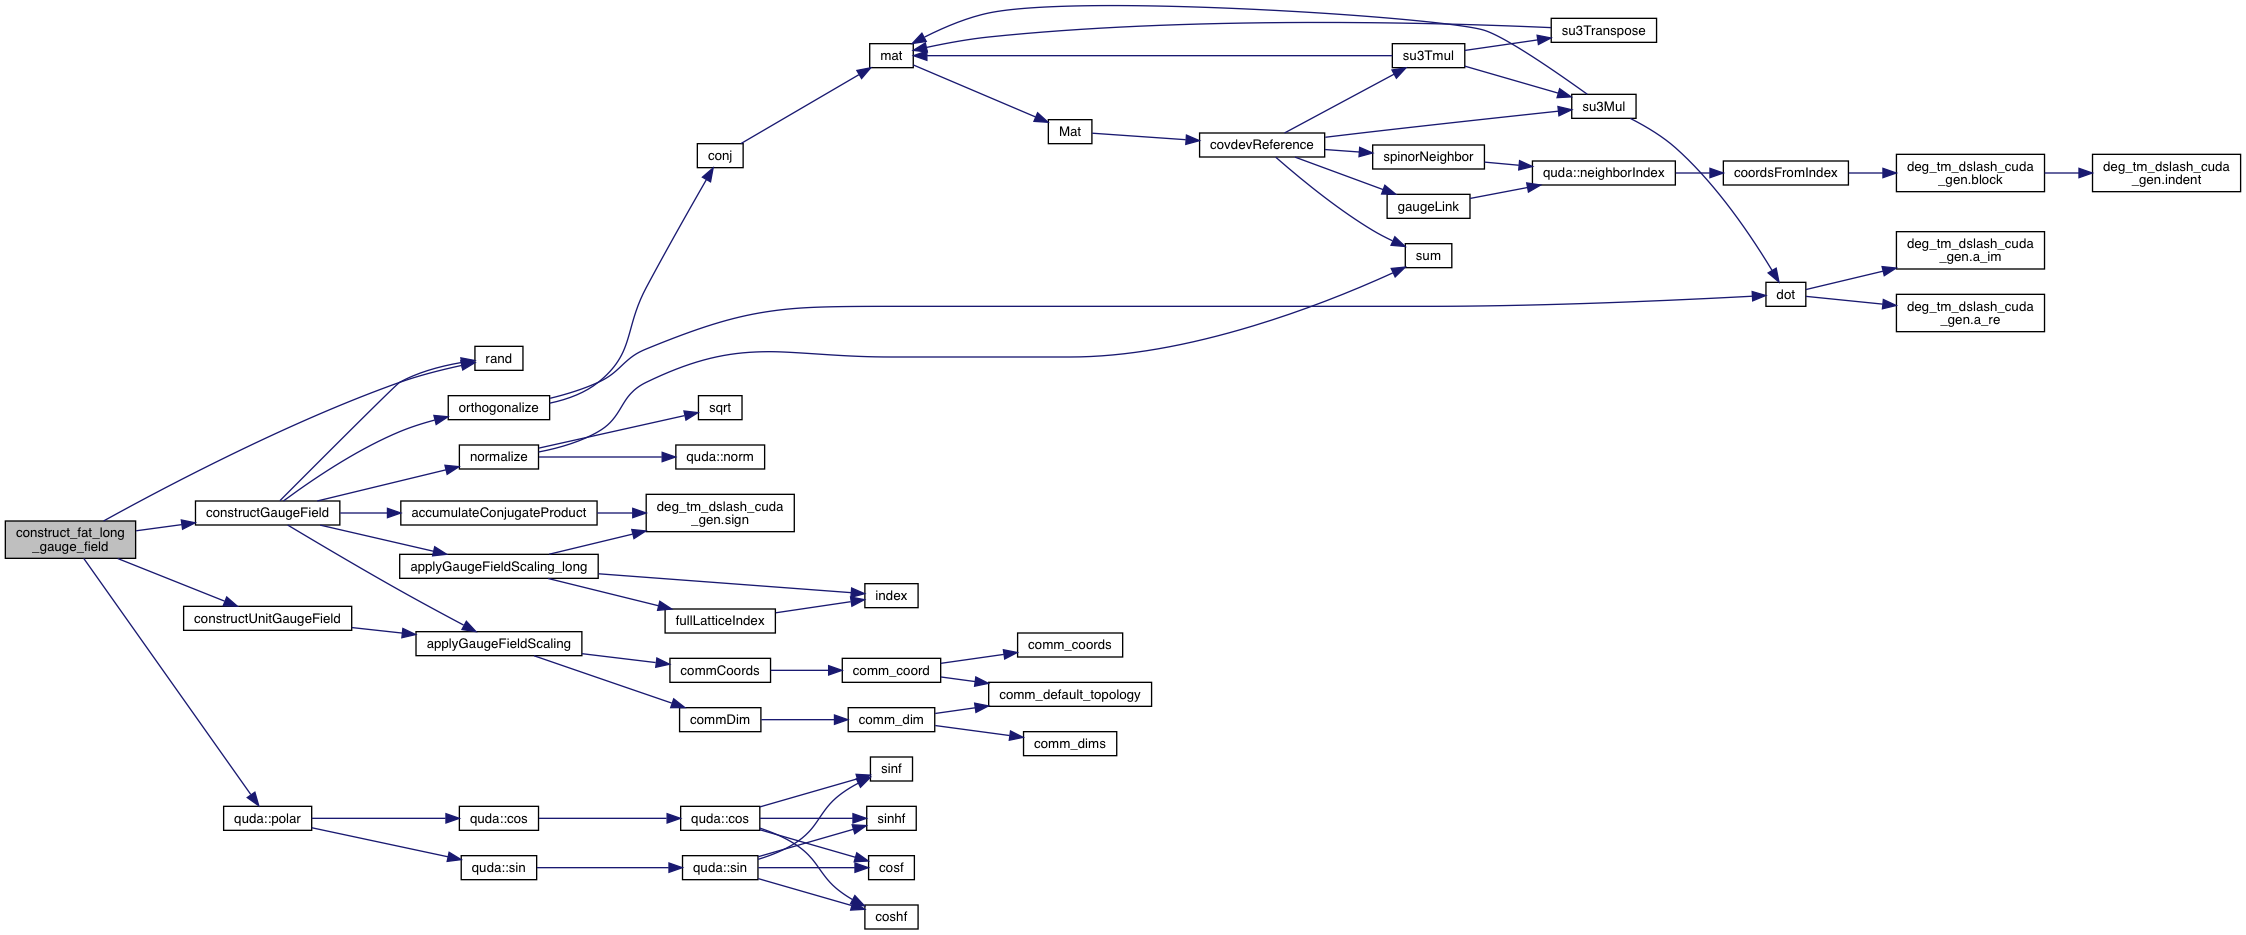 construct_fat_long
_gauge_field
rand
constructGaugeField
constructUnitGaugeField
quda::polar
orthogonalize
normalize
accumulateConjugateProduct
applyGaugeFieldScaling_long
applyGaugeFieldScaling
quda::cos
quda::sin
conj
sqrt
quda::norm
deg_tm_dslash_cuda
_gen.sign
fullLatticeIndex
commCoords
commDim
quda::cos
quda::sin
mat
index
comm_coord
comm_dim
sinf
sinhf
cosf
coshf
Mat
comm_coords
comm_default_topology
comm_dims
covdevReference
su3Tmul
spinorNeighbor
gaugeLink
sum
su3Transpose
su3Mul
quda::neighborIndex
coordsFromIndex
dot
deg_tm_dslash_cuda
_gen.block
deg_tm_dslash_cuda
_gen.a_im
deg_tm_dslash_cuda
_gen.a_re
deg_tm_dslash_cuda
_gen.indent